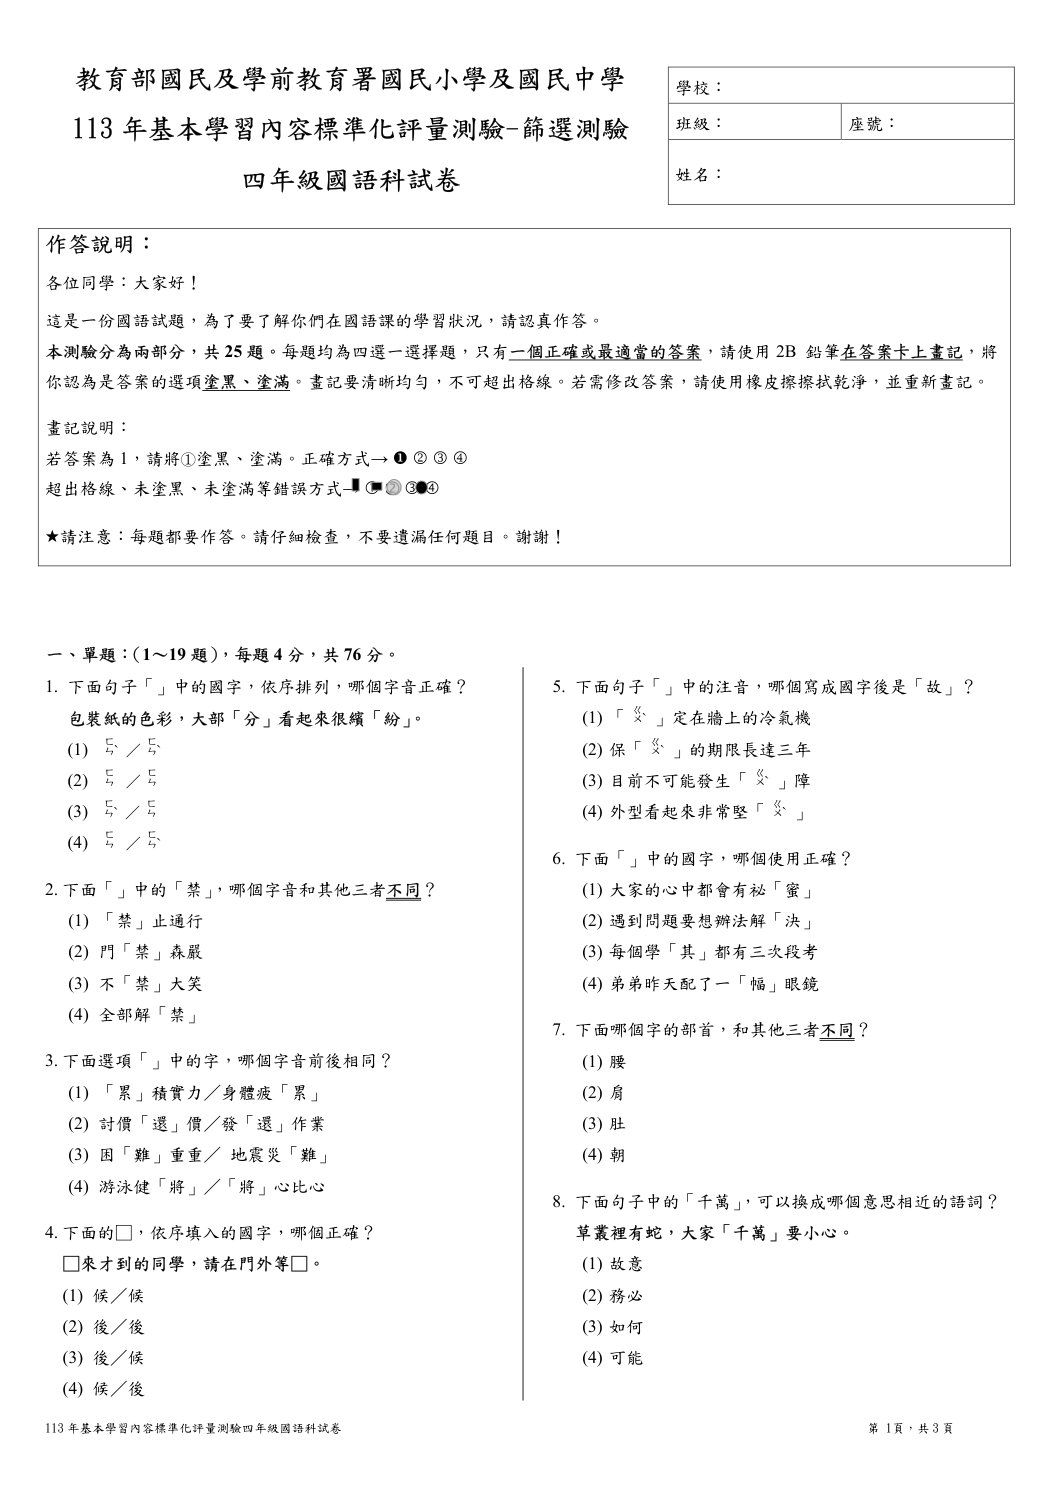 教育部國民及學前教育署國民小學及國民中學
113 年基本學習內容標準化評量測驗-篩選測驗
四年級國語科試卷
學校：
班級：
座號：
姓名：
作答說明：
各位同學：大家好！
這是一份國語試題，為了要了解你們在國語課的學習狀況，請認真作答。
本測驗分為兩部分，共 25 題。每題均為四選一選擇題，只有一個正確或最適當的答案，請使用 2B 鉛筆在答案卡上畫記，將
你認為是答案的選項塗黑、塗滿。畫記要清晰均勻，不可超出格線。若需修改答案，請使用橡皮擦擦拭乾淨，並重新畫記。
畫記說明：
若答案為 1，請將①塗黑、塗滿。正確方式→ ❶ ② ③ ④
超出格線、未塗黑、未塗滿等錯誤方式→ ② ③ ④
★請注意：每題都要作答。請仔細檢查，不要遺漏任何題目。謝謝！
一、單題：（1～19 題），每題 4 分，共 76 分。
1. 下面句子「」中的國字，依序排列，哪個字音正確？
包裝紙的色彩，大部「分」看起來很繽「紛」。
(1) ㄈㄣˋ ／ ㄈㄣˋ
(2) ㄈㄣ ／ ㄈㄣ
(3) ㄈㄣˋ ／ ㄈㄣ
(4) ㄈㄣ ／ ㄈㄣˋ
2. 下面「」中的「禁」，哪個字音和其他三者不同？
(1) 「禁」止通行
(2) 門「禁」森嚴
(3) 不「禁」大笑
(4) 全部解「禁」
3. 下面選項「」中的字，哪個字音前後相同？
(1) 「累」積實力／身體疲「累」
(2) 討價「還」價／發「還」作業
(3) 困「難」重重／ 地震災「難」
(4) 游泳健「將」／「將」心比心
4. 下面的□，依序填入的國字，哪個正確？
□來才到的同學，請在門外等□。
(1) 候／候
(2) 後／後
(3) 後／候
(4) 候／後
5. 下面句子「」中的注音，哪個寫成國字後是「故」？
(1) 「ㄍㄨˋ」定在牆上的冷氣機
(2) 保「ㄍㄨˋ」的期限長達三年
(3) 目前不可能發生「ㄍㄨˋ」障
(4) 外型看起來非常堅「ㄍㄨˋ」
6. 下面「」中的國字，哪個使用正確？
(1) 大家的心中都會有祕「蜜」
(2) 遇到問題要想辦法解「決」
(3) 每個學「其」都有三次段考
(4) 弟弟昨天配了一「幅」眼鏡
7. 下面哪個字的部首，和其他三者不同？
(1) 腰
(2) 肩
(3) 肚
(4) 朝
8. 下面句子中的「千萬」，可以換成哪個意思相近的語詞？
草叢裡有蛇，大家「千萬」要小心。
(1) 故意
(2) 務必
(3) 如何
(4) 可能
113 年基本學習內容標準化評量測驗四年級國語科試卷
第 1頁，共 3 頁